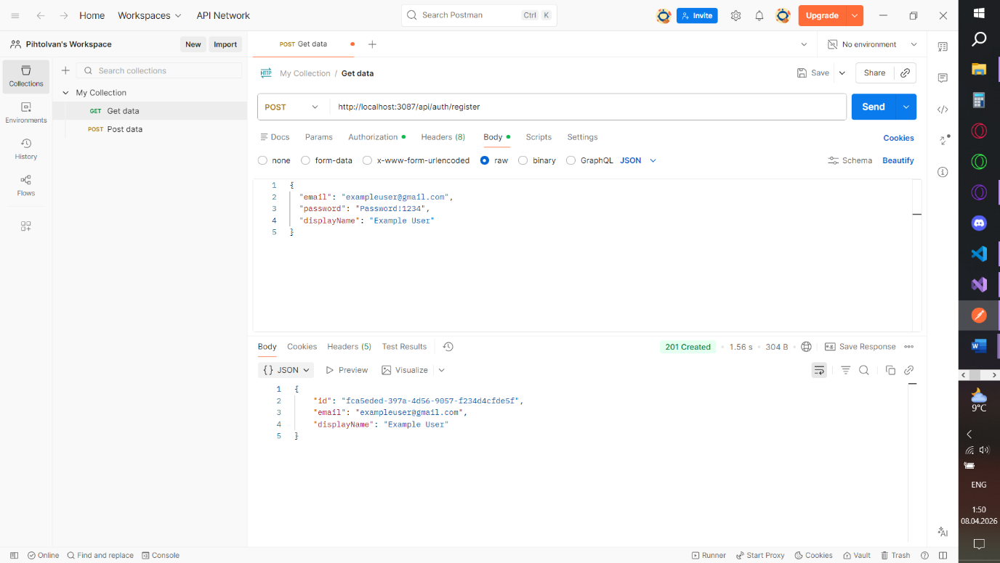 Home
Workspaces
API Network
Search Postman
Ctrl K
Invite
Upgrade
Pihtolvan's Workspace
New
Import
POST Get data
No environment
Collections
Environments
History
Flows
Search collections
My Collection
GET Get data
POST Post data
HTTP My Collection / Get data
Save
Share
POST
http://localhost:3087/api/auth/register
Send
Docs
Params
Authorization
Headers (8)
Body
Scripts
Settings
Cookies
none
form-data
x-www-form-urlencoded
raw
binary
GraphQL
JSON
Schema
Beautify
1 {
2 "email": "exampleuser@gmail.com",
3 "password": "Password!1234",
4 "displayName": "Example User"
5 }
Body
Cookies
Headers (5)
Test Results
201 Created
1.56 s
304 B
e.g.
Save Response
{} JSON
Preview
Visualize
1 {
2 "id": "fca5eded-397a-4d56-9057-f234d4cfde5f",
3 "email": "exampleuser@gmail.com",
4 "displayName": "Example User"
5 }
Online
Find and replace
Console
Runner
Start Proxy
Cookies
Vault
Trash
AI
W
9°C
ENG
1:50
08.04.2026